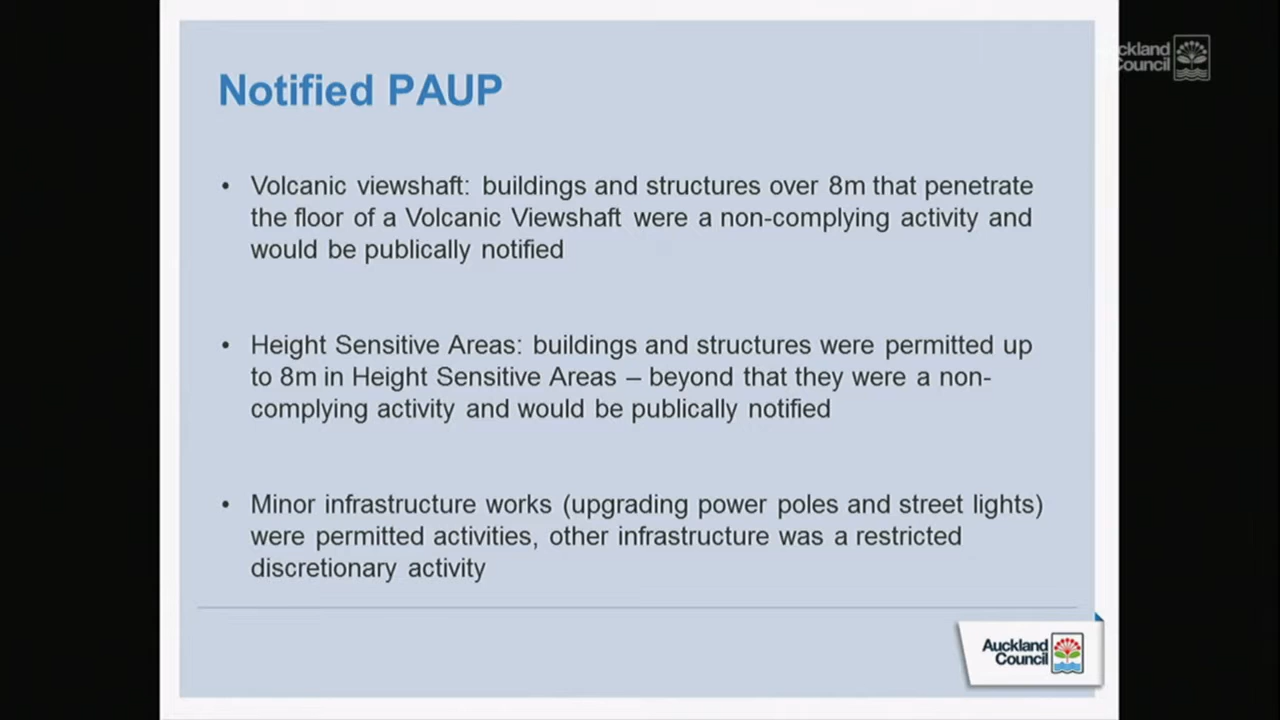 Notified PAUP
ckland
Council
• Volcanic viewshaft: buildings and structures over 8m that penetrate
the floor of a Volcanic Viewshaft were a non-complying activity and
would be publically notified
• Height Sensitive Areas: buildings and structures were permitted up
to 8m in Height Sensitive Areas – beyond that they were a non-
complying activity and would be publically notified
• Minor infrastructure works (upgrading power poles and street lights)
were permitted activities, other infrastructure was a restricted
discretionary activity
Auckland
Council